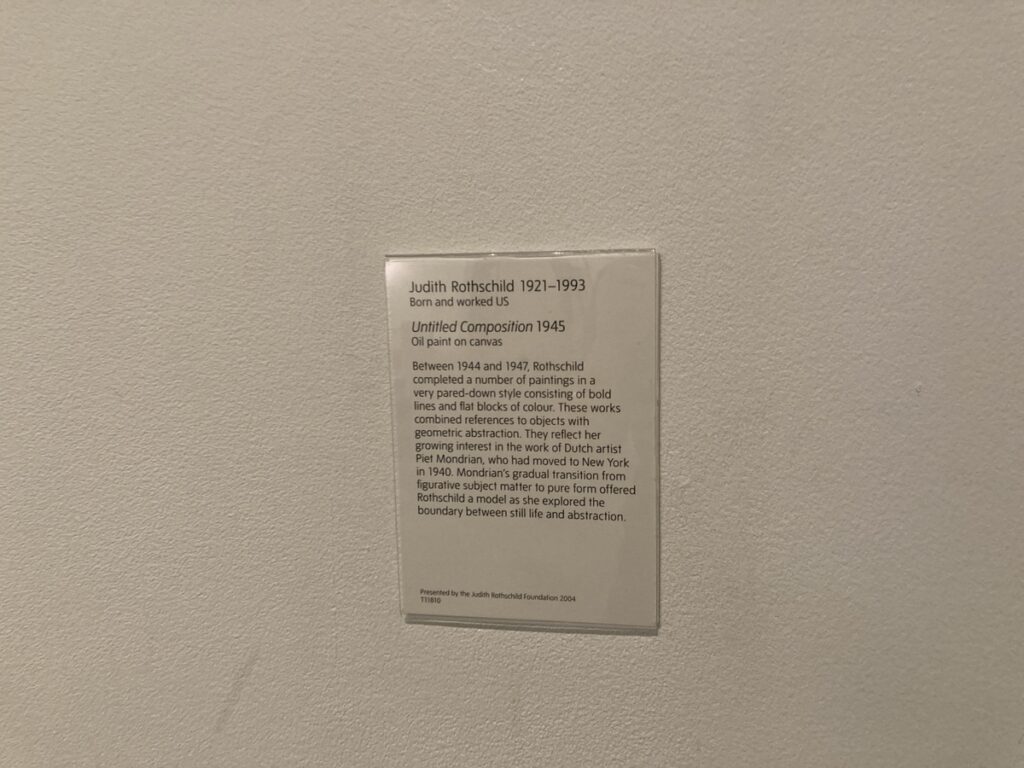 Judith Rothschild 1921–1993
Born and worked US
Untitled Composition 1945
Oil paint on canvas
Between 1944 and 1947, Rothschild
completed a number of paintings in a
very pared-down style consisting of bold
lines and flat blocks of colour. These works
combined references to objects with
geometric abstraction. They reflect her
growing interest in the work of Dutch artist
Piet Mondrian, who had moved to New York
in 1940. Mondrian's gradual transition from
figurative subject matter to pure form offered
Rothschild a model as she explored the
boundary between still life and abstraction.
Presented by the Judith Rothschild Foundation 2004
T11810